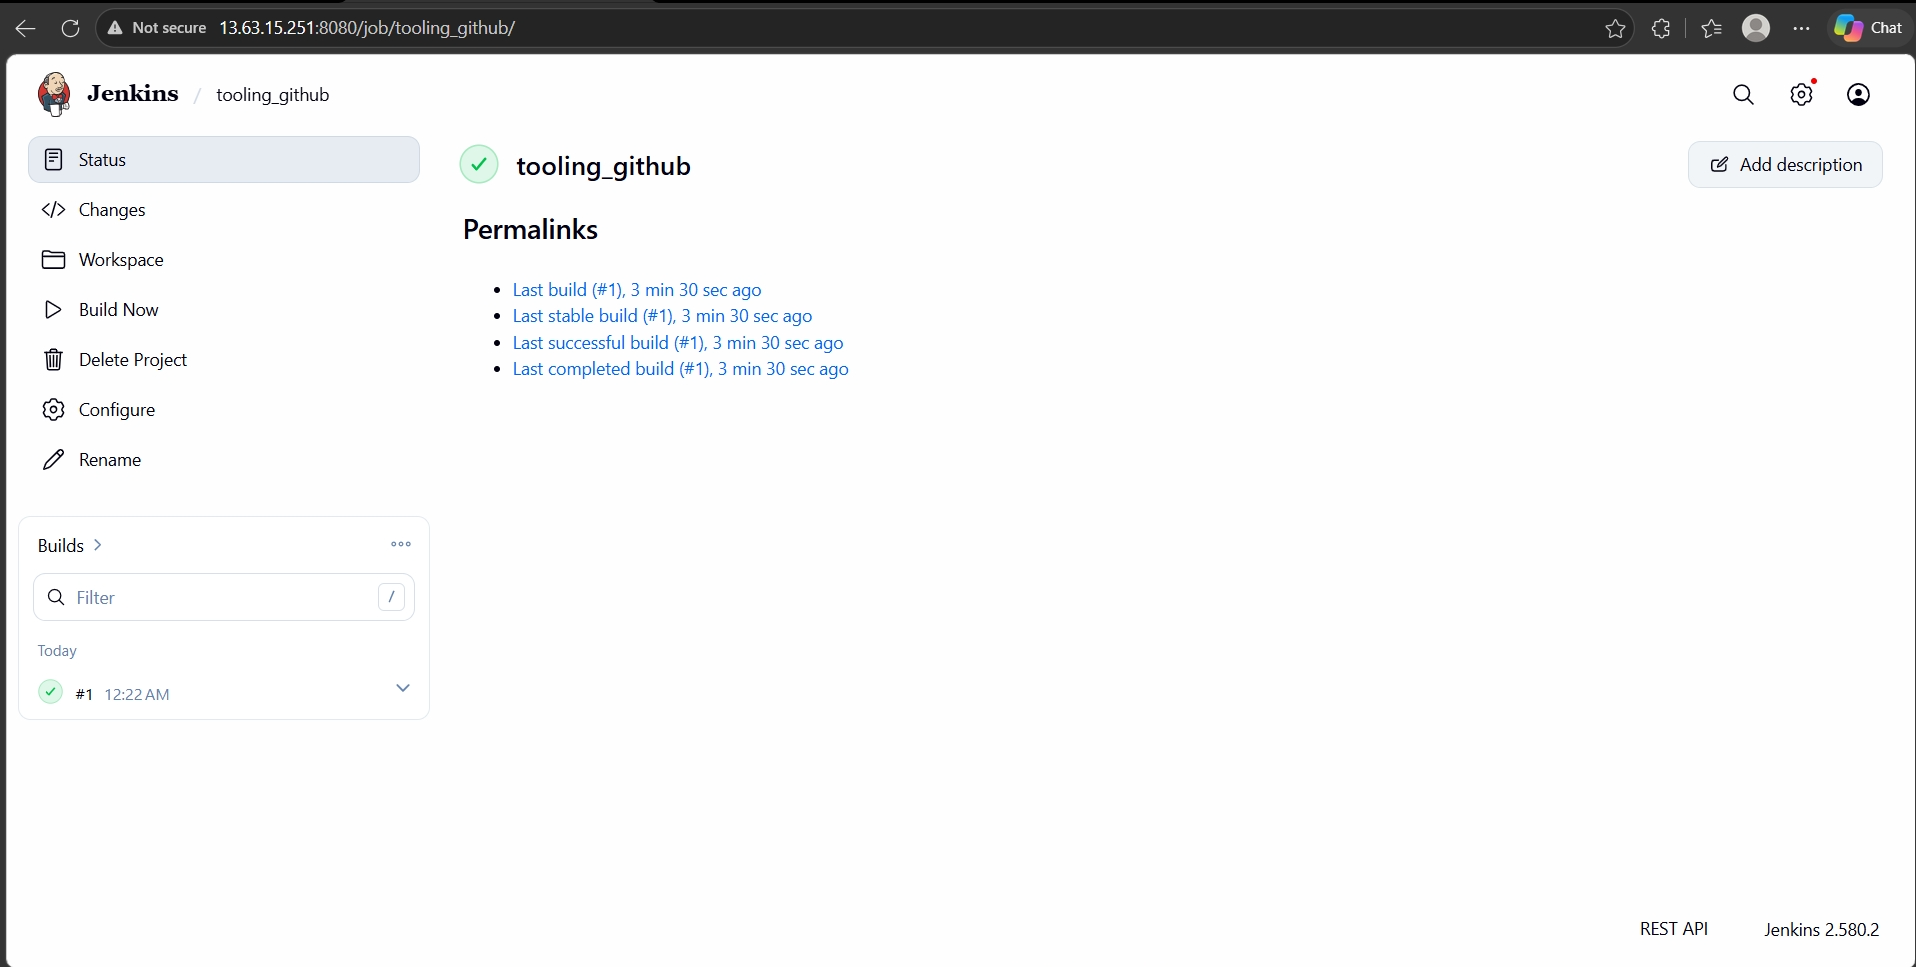 Not secure 13.63.15.251:8080/job/tooling_github/ Chat
Jenkins / tooling_github
Status
Changes
Workspace
Build Now
Delete Project
Configure
Rename
Builds
Filter /
Today
#1 12:22 AM
tooling_github
Add description
Permalinks
Last build (#1), 3 min 30 sec ago
Last stable build (#1), 3 min 30 sec ago
Last successful build (#1), 3 min 30 sec ago
Last completed build (#1), 3 min 30 sec ago
REST API Jenkins 2.580.2